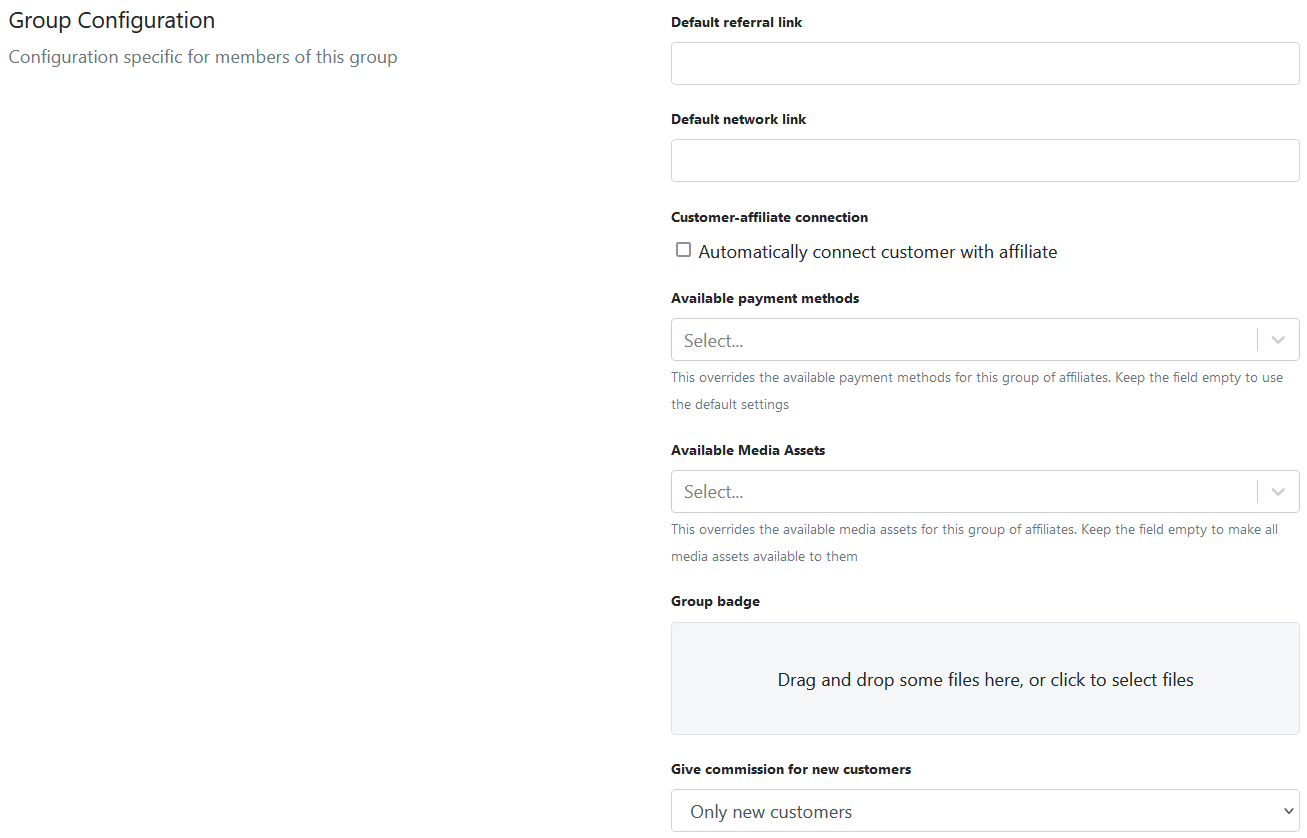 Group Configuration
Configuration specific for members of this group
Default referral link
Default network link
Customer-affiliate connection
Automatically connect customer with affiliate
Available payment methods
Select...
This overrides the available payment methods for this group of affiliates. Keep the field empty to use
the default settings
Available Media Assets
Select...
This overrides the available media assets for this group of affiliates. Keep the field empty to make all
media assets available to them
Group badge
Drag and drop some files here, or click to select files
Give commission for new customers
Only new customers